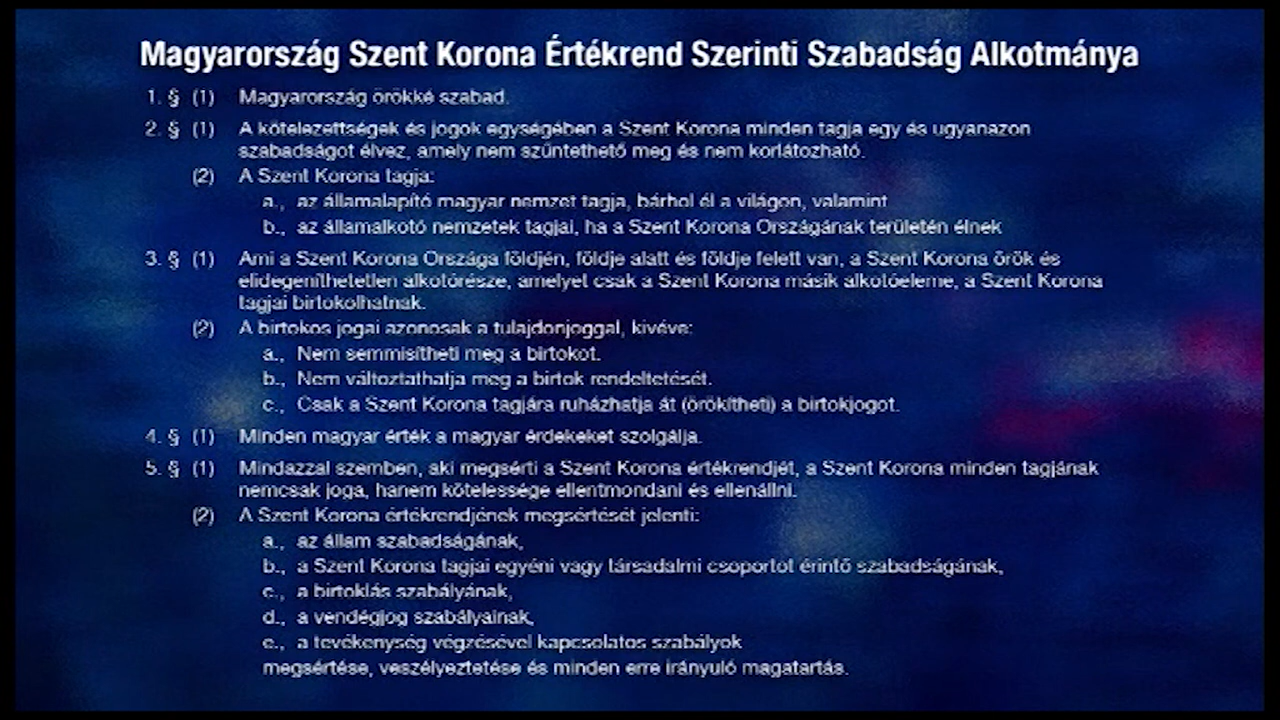 Magyarország Szent Korona Értékrend Szerinti Szabadság Alkotmánya
1. § (1) Magyarország örökké szabad.
2. § (1) A kötelezettségek és jogok egységében a Szent Korona minden tagja egy és ugyanazon
szabadságot élvez, amely nem szüntethető meg és nem korlátozható.
(2) A Szent Korona tagja:
a., az államalapító magyar nemzet tagja, bárhol él a világon, valamint
b., az államalkotó nemzetek tagjai, ha a Szent Korona Országának területén élnek
3. § (1) Ami a Szent Korona Országa földjén, földje alatt és földje felett van, a Szent Korona örök és
elidegeníthetetlen alkotórésze, amelyet csak a Szent Korona másik alkotóeleme, a Szent Korona
tagjai birtokolhatnak.
(2) A birtokos jogai azonosak a tulajdonjoggal, kivéve:
a., Nem semmisítheti meg a birtokot.
b., Nem változtathatja meg a birtok rendeltetését.
c., Csak a Szent Korona tagjára ruházhatja át (örökítheti) a birtokjogot.
4. § (1) Minden magyar érték a magyar érdekeket szolgálja.
5. § (1) Mindazzal szemben, aki megsérti a Szent Korona értékrendjét, a Szent Korona minden tagjának
nemcsak joga, hanem kötelessége ellentmondani és ellenállni.
(2) A Szent Korona értékrendjének megsértését jelenti:
a., az állam szabadságának,
b., a Szent Korona tagjai egyéni vagy társadalmi csoportot érintő szabadságának,
c., a birtoklás szabályának,
d., a vendégjog szabályainak,
e., a tevékenység végzésével kapcsolatos szabályok
megsértése, veszélyeztetése és minden erre irányuló magatartás.